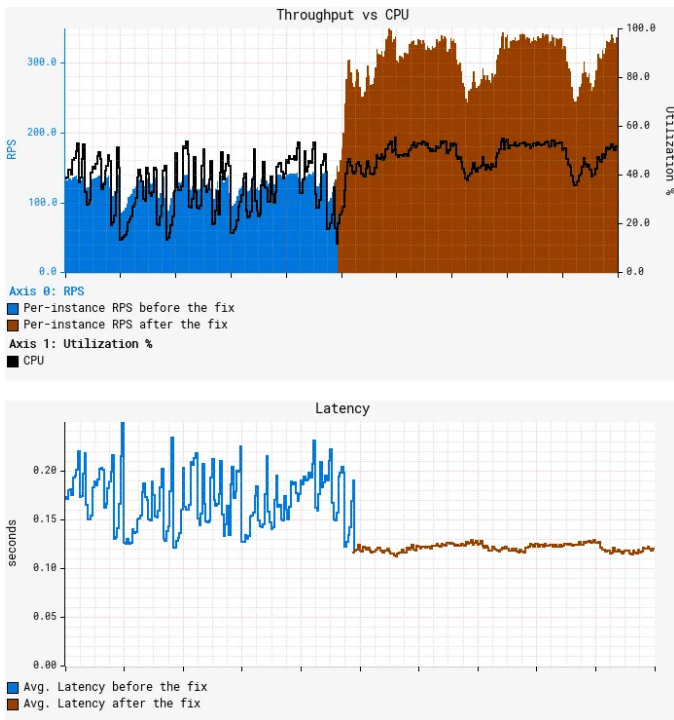 Throughput vs CPU
100.0
300.0
80.0
200.0
60.0
RPS
Utilization %
40.0
100.0
20.0
0.0
0.0
Axis 0: RPS
Per-instance RPS before the fix
Per-instance RPS after the fix
Axis 1: Utilization %
CPU
Latency
0.20
0.15
seconds
0.10
0.05
0.00
Avg. Latency before the fix
Avg. Latency after the fix